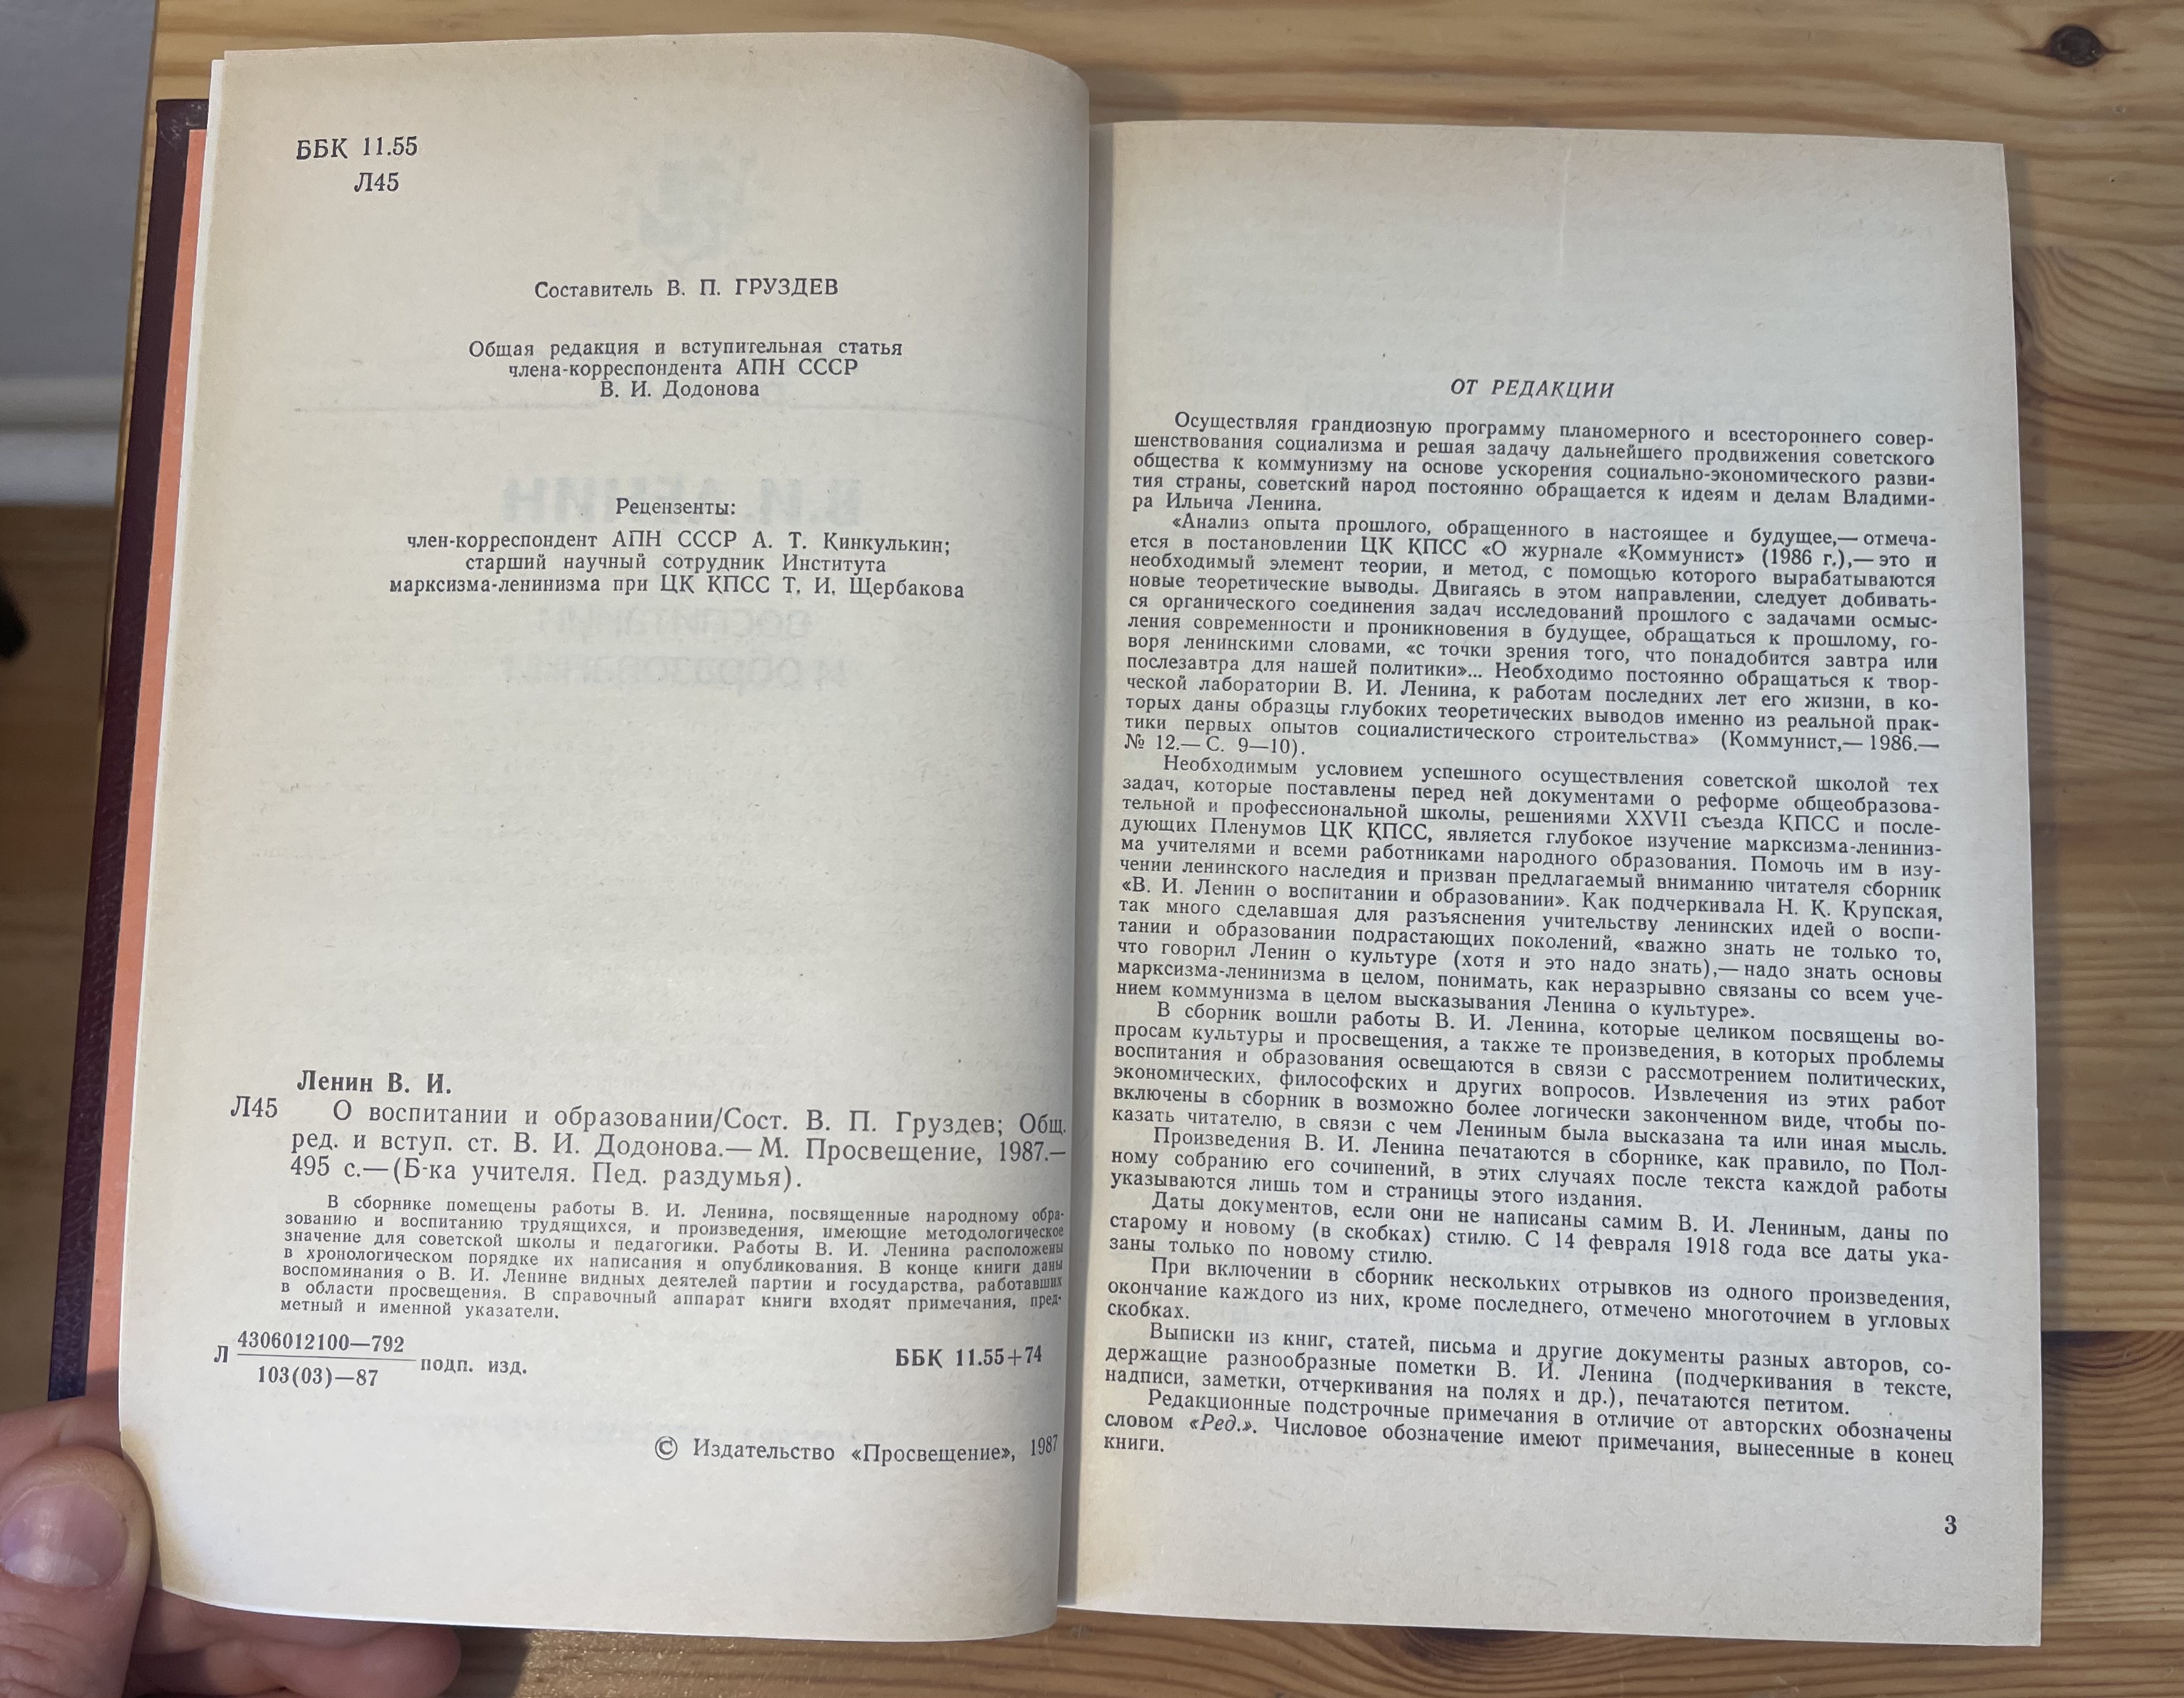 ББК 11.55
Л45
Составитель В. П. ГРУЗДЕВ
Общая редакция и вступительная статья
члена-корреспондента АПН СССР
В. И. Додонова
Рецензенты:
член-корреспондент АПН СССР А. Т. Кинкулькин;
старший научный сотрудник Института
марксизма-ленинизма при ЦК КПСС Т. И. Щербакова
Ленин В. И.
Л45 О воспитании и образовании/Сост. В. П. Груздев; Общ.
ред. и вступ. ст. В. И. Додонова.— М. Просвещение, 1987.—
495 с.—(Б-ка учителя. Пед. раздумья).
В сборнике помещены работы В. И. Ленина, посвященные народному обра-
зованию и воспитанию трудящихся, и произведения, имеющие методологическое
значение для советской школы и педагогики. Работы В. И. Ленина расположены
в хронологическом порядке их написания и опубликования. В конце книги даны
воспоминания о В. И. Ленине видных деятелей партии и государства, работавших
в области просвещения. В справочный аппарат книги входят примечания, пред-
метный и именной указатели.
Л 4306012100—792
103(03)—87 подп. изд.
ББК 11.55+74
© Издательство «Просвещение», 1987
ОТ РЕДАКЦИИ
Осуществляя грандиозную программу планомерного и всестороннего совер-
шенствования социализма и решая задачу дальнейшего продвижения советского
общества к коммунизму на основе ускорения социально-экономического разви-
тия страны, советский народ постоянно обращается к идеям и делам Владими-
ра Ильича Ленина.
«Анализ опыта прошлого, обращенного в настоящее и будущее,— отмеча-
ется в постановлении ЦК КПСС «О журнале «Коммунист» (1986 г.),— это и
необходимый элемент теории, и метод, с помощью которого вырабатываются
новые теоретические выводы. Двигаясь в этом направлении, следует добивать-
ся органического соединения задач исследований прошлого с задачами осмыс-
ления современности и проникновения в будущее, обращаться к прошлому, го-
воря ленинскими словами, «с точки зрения того, что понадобится завтра или
послезавтра для нашей политики»... Необходимо постоянно обращаться к твор-
ческой лаборатории В. И. Ленина, к работам последних лет его жизни, в ко-
торых даны образцы глубоких теоретических выводов именно из реальной прак-
тики первых опытов социалистического строительства» (Коммунист,— 1986.—
№ 12.— С. 9—10).
Необходимым условием успешного осуществления советской школой тех
задач, которые поставлены перед ней документами о реформе общеобразова-
тельной и профессиональной школы, решениями XXVII съезда КПСС и после-
дующих Пленумов ЦК КПСС, является глубокое изучение марксизма-лениниз-
ма учителями и всеми работниками народного образования. Помочь им в изу-
чении ленинского наследия и призван предлагаемый вниманию читателя сборник
«В. И. Ленин о воспитании и образовании». Как подчеркивала Н. К. Крупская,
так много сделавшая для разъяснения учительству ленинских идей о воспи-
тании и образовании подрастающих поколений, «важно знать не только то,
что говорил Ленин о культуре (хотя и это надо знать),— надо знать основы
марксизма-ленинизма в целом, понимать, как неразрывно связаны со всем уче-
нием коммунизма в целом высказывания Ленина о культуре».
В сборник вошли работы В. И. Ленина, которые целиком посвящены во-
просам культуры и просвещения, а также те произведения, в которых проблемы
воспитания и образования освещаются в связи с рассмотрением политических,
экономических, философских и других вопросов. Извлечения из этих работ
включены в сборник в возможно более логически законченном виде, чтобы по-
казать читателю, в связи с чем Лениным была высказана та или иная мысль.
Произведения В. И. Ленина печатаются в сборнике, как правило, по Пол-
ному собранию его сочинений, в этих случаях после текста каждой работы
указываются лишь том и страницы этого издания.
Даты документов, если они не написаны самим В. И. Лениным, даны по
старому и новому (в скобках) стилю. С 14 февраля 1918 года все даты ука-
заны только по новому стилю.
При включении в сборник нескольких отрывков из одного произведения,
окончание каждого из них, кроме последнего, отмечено многоточием в угловых
скобках.
Выписки из книг, статей, письма и другие документы разных авторов, со-
держащие разнообразные пометки В. И. Ленина (подчеркивания в тексте,
надписи, заметки, отчеркивания на полях и др.), печатаются петитом.
Редакционные подстрочные примечания в отличие от авторских обозначены
словом «Ред.». Числовое обозначение имеют примечания, вынесенные в конец
книги.
3